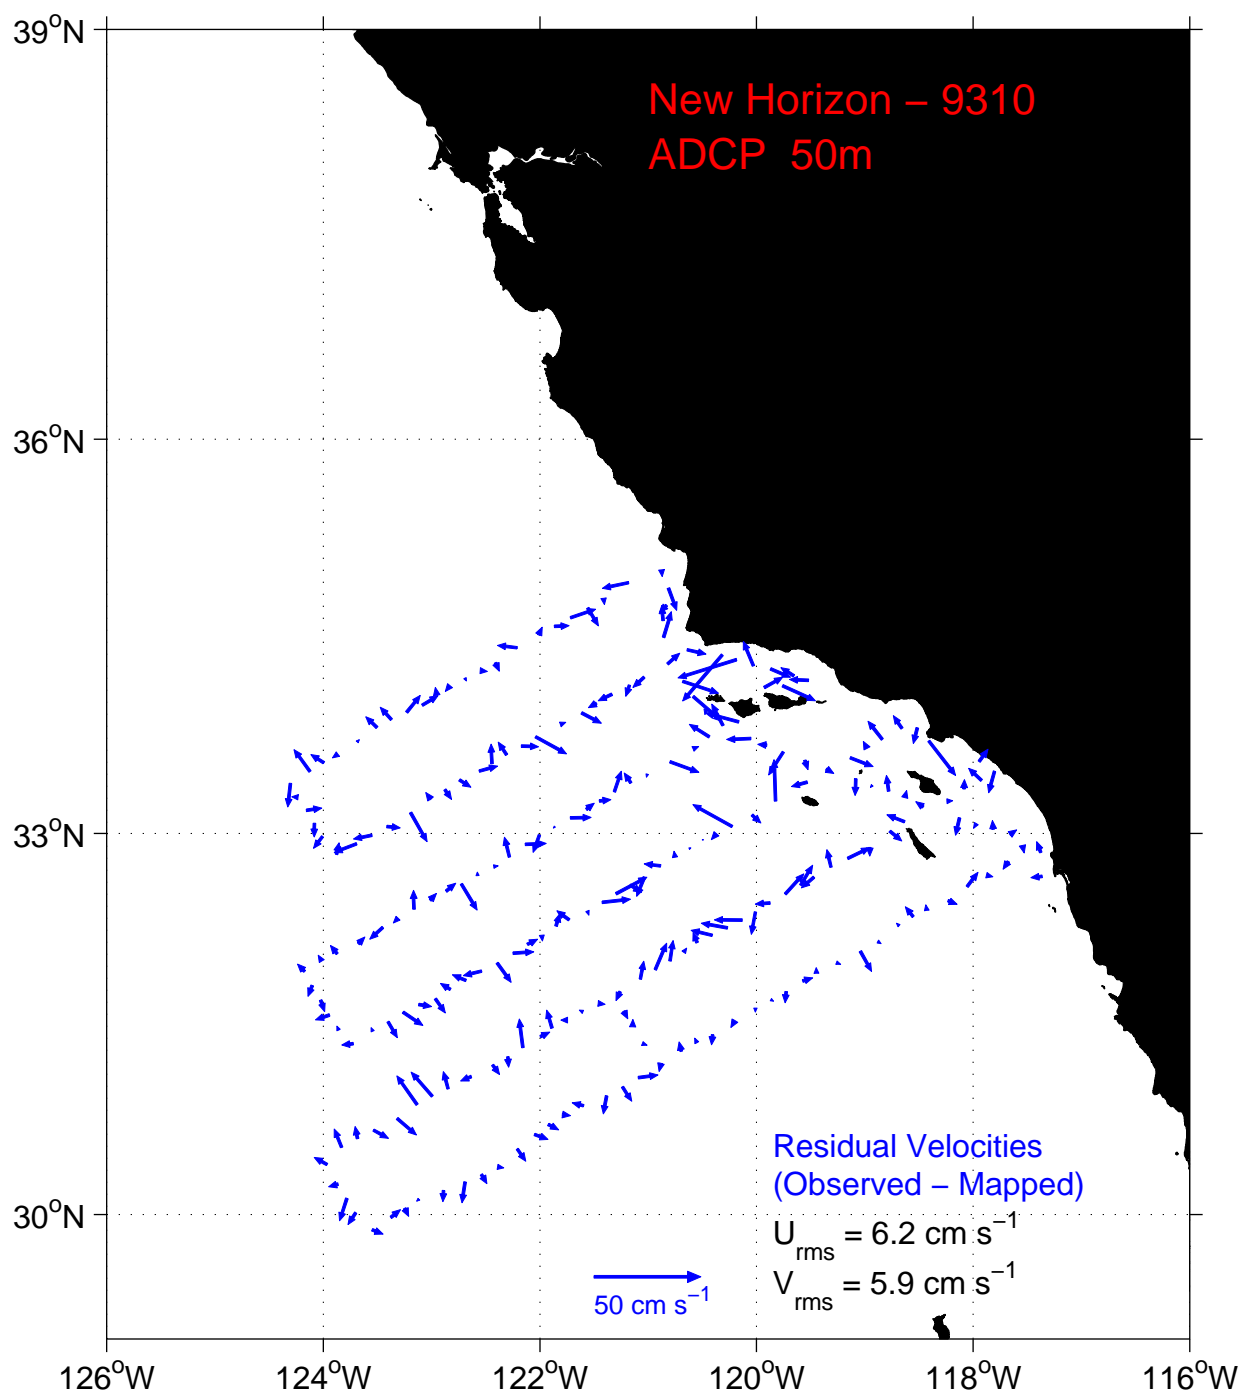 39°N
New Horizon – 9310
ADCP 50m
36°N
33°N
Residual Velocities
(Observed – Mapped)
30°N
U_rms = 6.2 cm s⁻¹
50 cm s⁻¹
V_rms = 5.9 cm s⁻¹
126°W 124°W 122°W 120°W 118°W 116°W